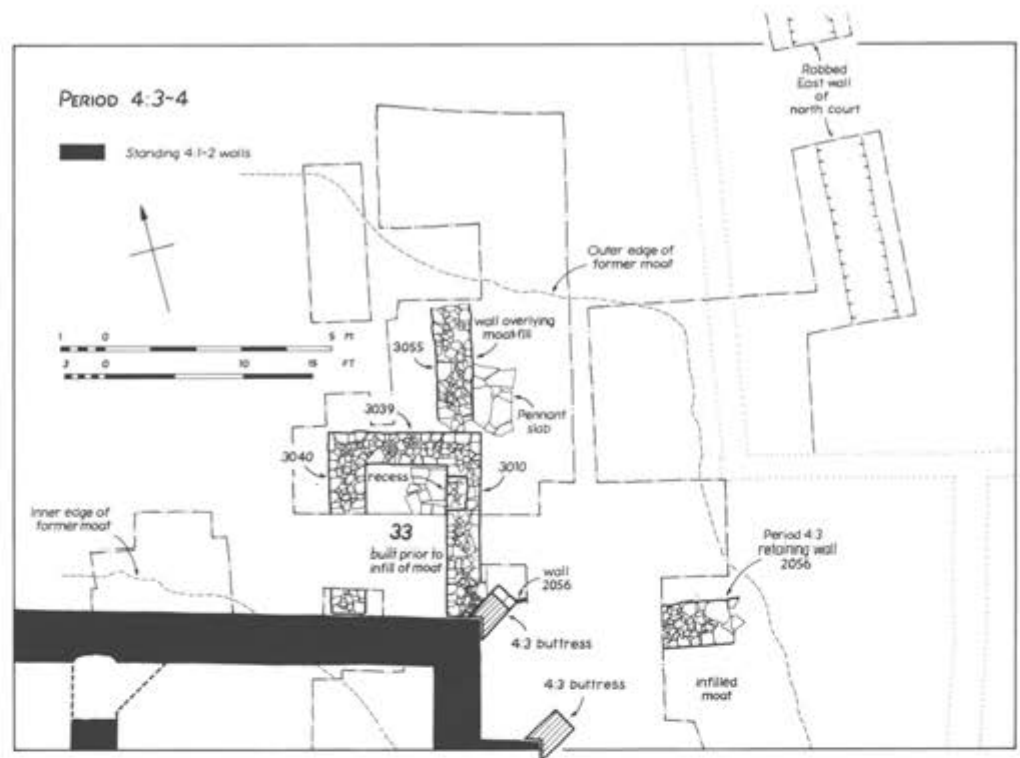 PERIOD 4:3-4
Standing 4:1-2 walls
Robbed
East wall
of
north court
Outer edge of
former moat
1 0 5 M
3 0 10 15 FT
wall overlying
moat-fill
3055
Pennant
slab
3039
3040
3010
recess
Inner edge of
former moat
33
built prior to
infill of moat
wall
2056
Period 4:3
retaining wall
2056
4:3 buttress
4:3 buttress
infilled
moat